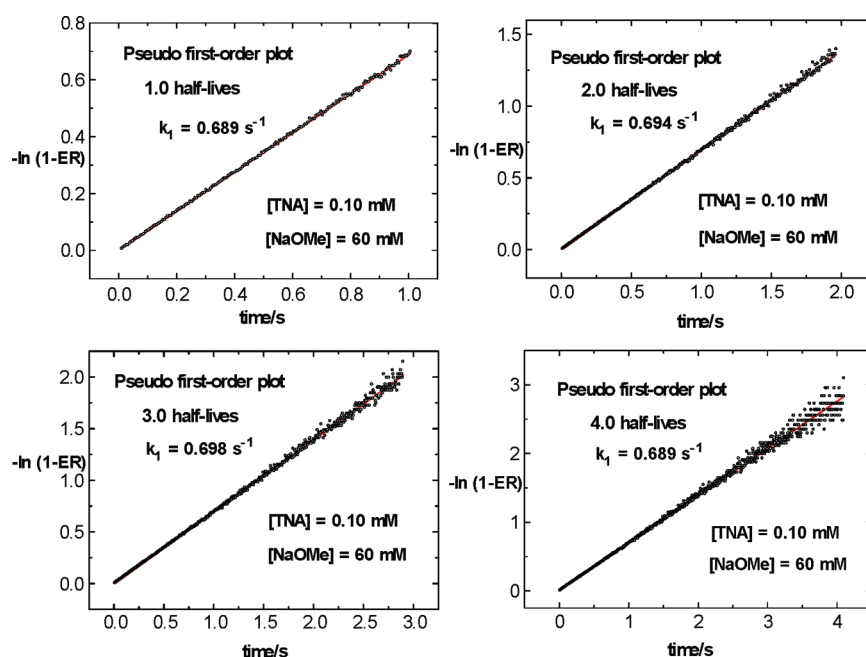 0.8
0.6
0.4
0.2
0.0
-ln (1-ER)
Pseudo first-order plot
1.0 half-lives
k1 = 0.689 s-1
[TNA] = 0.10 mM
[NaOMe] = 60 mM
0.0 0.2 0.4 0.6 0.8 1.0
time/s
1.5
1.25
1.0
0.75
0.5
0.25
0.0
-ln (1-ER)
Pseudo first-order plot
2.0 half-lives
k1 = 0.694 s-1
[TNA] = 0.10 mM
[NaOMe] = 60 mM
0.0 0.5 1.0 1.5 2.0
time/s
2.0
1.5
1.0
0.5
0.0
-ln (1-ER)
Pseudo first-order plot
3.0 half-lives
k1 = 0.698 s-1
[TNA] = 0.10 mM
[NaOMe] = 60 mM
0.0 0.5 1.0 1.5 2.0 2.5 3.0
time/s
3
2
1
0
-ln (1-ER)
Pseudo first-order plot
4.0 half-lives
k1 = 0.689 s-1
[TNA] = 0.10 mM
[NaOMe] = 60 mM
0 1 2 3 4
time/s